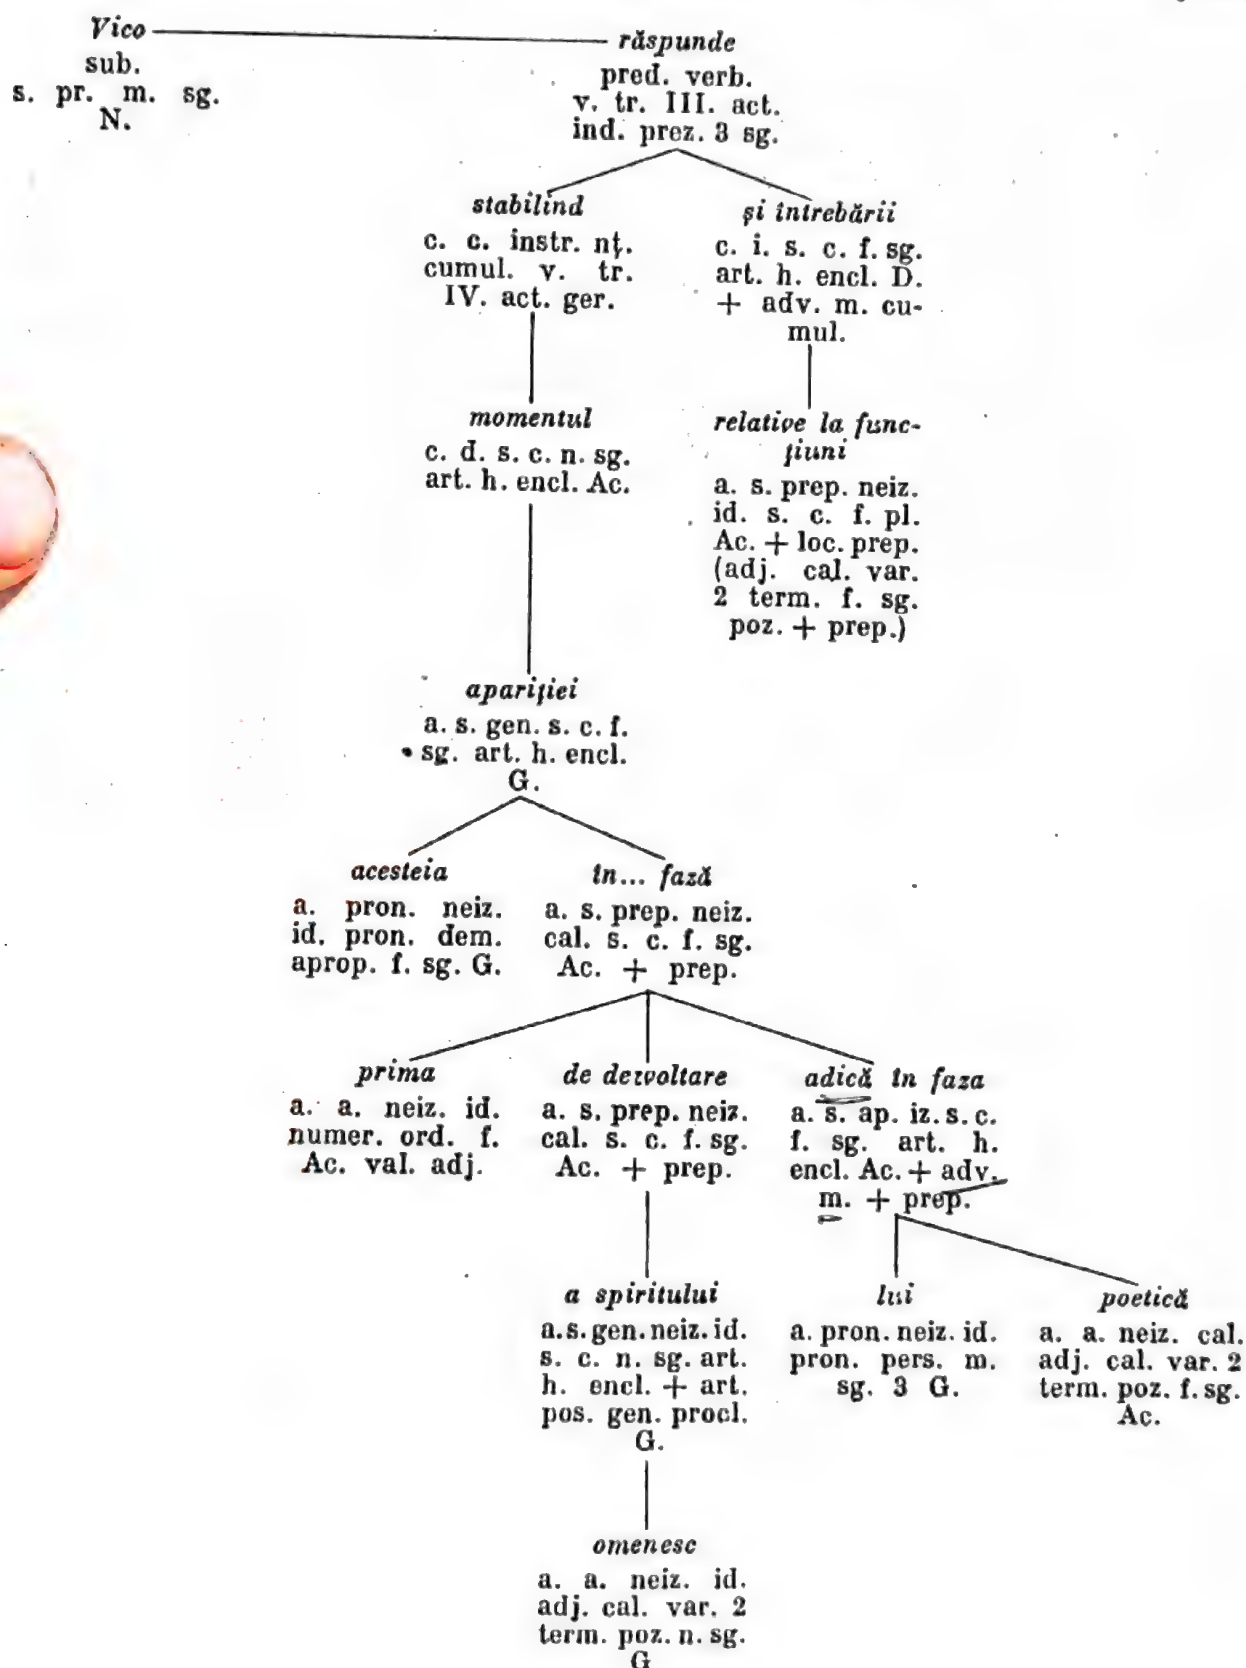 Vico
sub.
s. pr. m. sg.
N.
răspunde
pred. verb.
v. tr. III. act.
ind. prez. 3 sg.
stabilind
c. c. instr. nț.
cumul. v. tr.
IV. act. ger.
și întrebării
c. i. s. c. f. sg.
art. h. encl. D.
+ adv. m. cu-
mul.
momentul
c. d. s. c. n. sg.
art. h. encl. Ac.
relative la func-
țiuni
a. s. prep. neiz.
id. s. c. f. pl.
Ac. + loc. prep.
(adj. cal. var.
2 term. f. sg.
poz. + prep.)
apariției
a. s. gen. s. c. f.
sg. art. h. encl.
G.
acesteia
a. pron. neiz.
id. pron. dem.
aprop. f. sg. G.
în... fază
a. s. prep. neiz.
cal. s. c. f. sg.
Ac. + prep.
prima
a. a. neiz. id.
numer. ord. f.
Ac. val. adj.
de dezvoltare
a. s. prep. neiz.
cal. s. c. f. sg.
Ac. + prep.
adică în faza
a. s. ap. iz. s. c.
f. sg. art. h.
encl. Ac. + adv.
m. + prep.
a spiritului
a. s. gen. neiz. id.
s. c. n. sg. art.
h. encl. + art.
pos. gen. procl.
G.
lui
a. pron. neiz. id.
pron. pers. m.
sg. 3 G.
poetică
a. a. neiz. cal.
adj. cal. var. 2
term. poz. f. sg.
Ac.
omenesc
a. a. neiz. id.
adj. cal. var. 2
term. poz. n. sg.
G